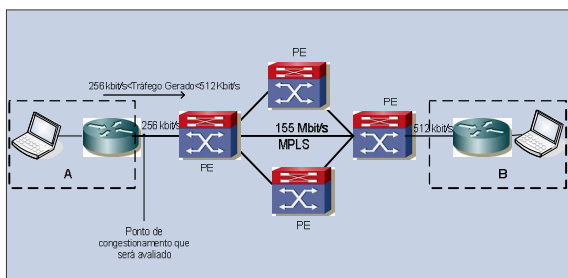 PE
256 kbit/s<Tráfego Gerado<512 Kbit/s
PE
256 kbit/s
155 Mbit/s
512 kbit/s
MPLS
PE
A
B
PE
Ponto de
congestionamento que
será avaliado